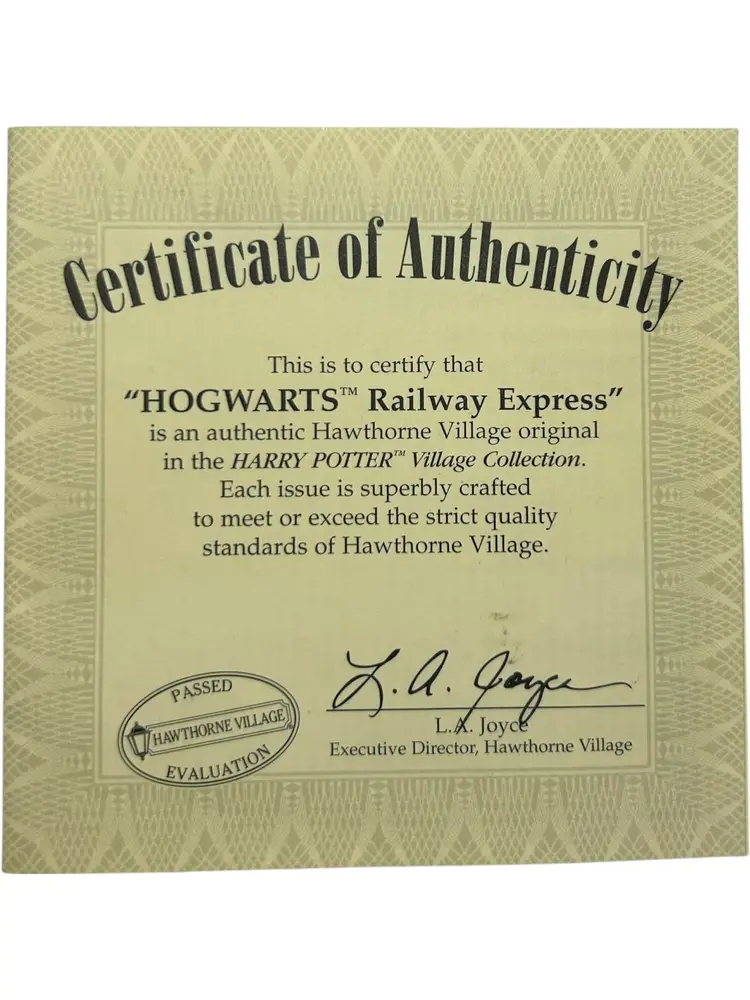 Certificate of Authenticity
This is to certify that
“HOGWARTS™ Railway Express”
is an authentic Hawthorne Village original
in the HARRY POTTER™ Village Collection.
Each issue is superbly crafted
to meet or exceed the strict quality
standards of Hawthorne Village.
L. A. Joyce
L.A. Joyce
Executive Director, Hawthorne Village
PASSED
HAWTHORNE VILLAGE
EVALUATION